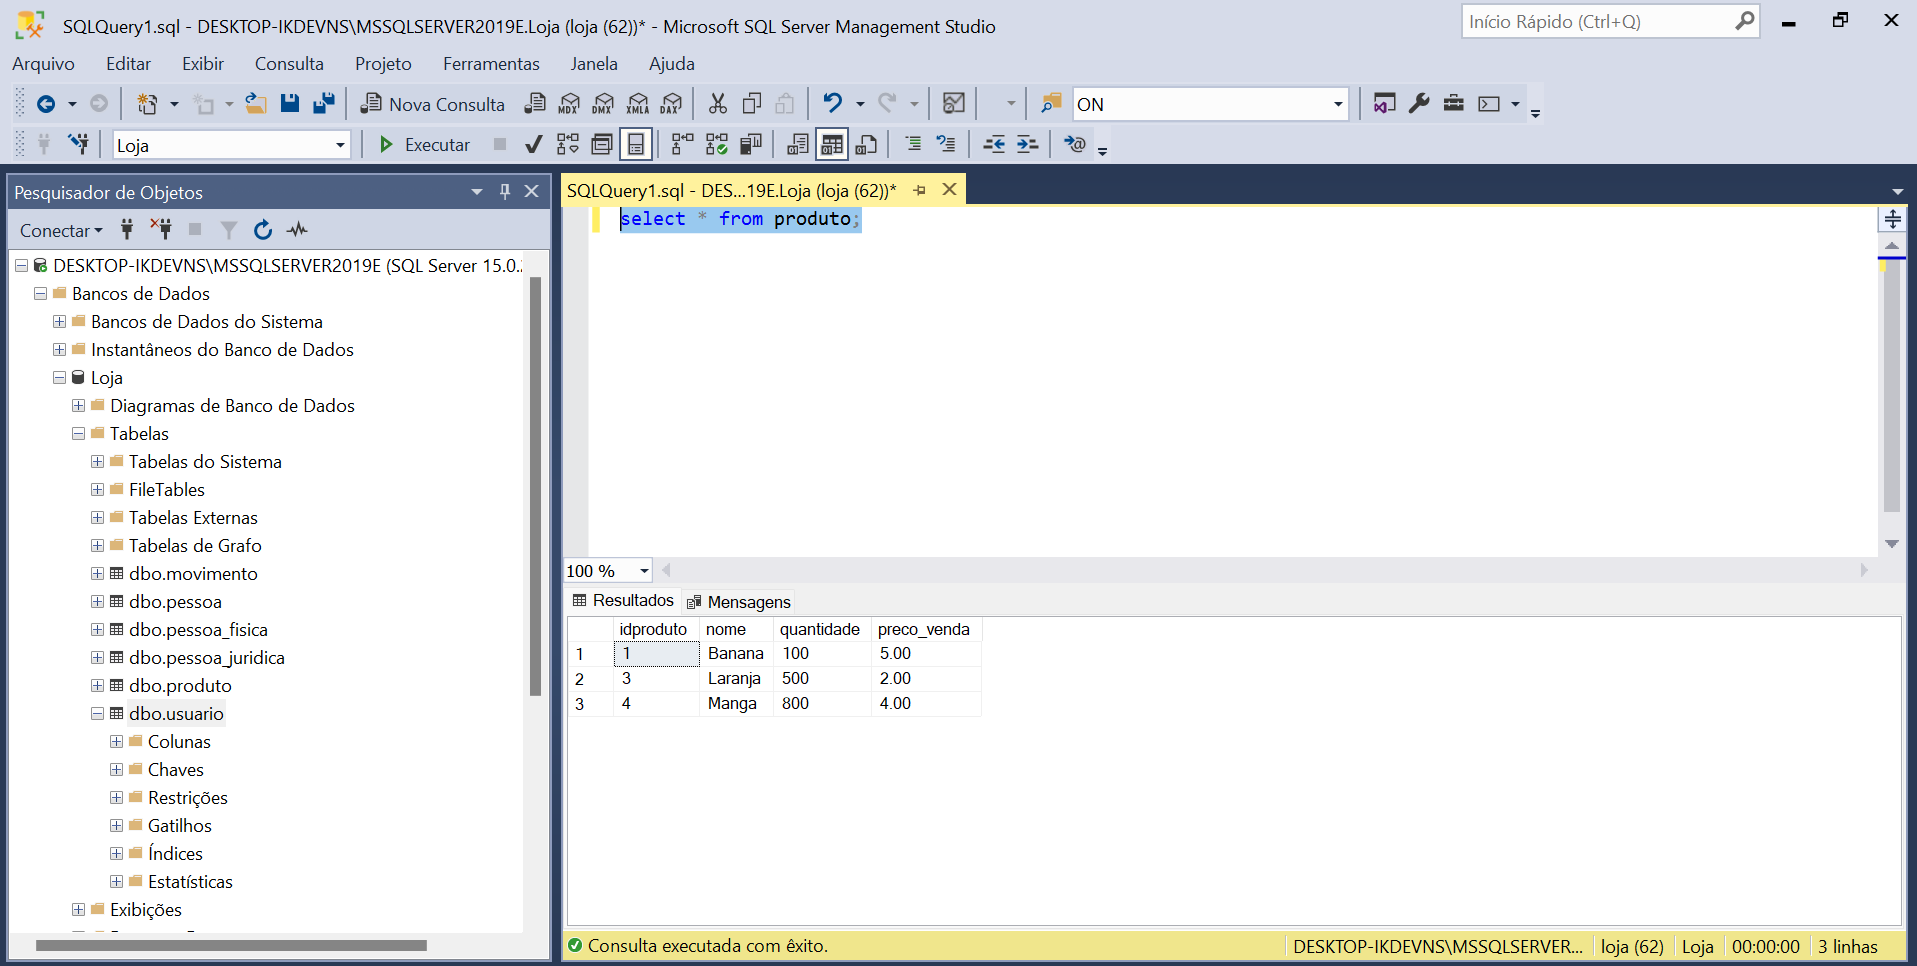 SQLQuery1.sql - DESKTOP-IKDEVNS\MSSQLSERVER2019E.Loja (loja (62))* - Microsoft SQL Server Management Studio
Início Rápido (Ctrl+Q)
Arquivo Editar Exibir Consulta Projeto Ferramentas Janela Ajuda
Nova Consulta MDX DMX XMLA DAX ON
Loja Executar
Pesquisador de Objetos
Conectar
DESKTOP-IKDEVNS\MSSQLSERVER2019E (SQL Server 15.0.
Bancos de Dados
Bancos de Dados do Sistema
Instantâneos do Banco de Dados
Loja
Diagramas de Banco de Dados
Tabelas
Tabelas do Sistema
FileTables
Tabelas Externas
Tabelas de Grafo
dbo.movimento
dbo.pessoa
dbo.pessoa_fisica
dbo.pessoa_juridica
dbo.produto
dbo.usuario
Colunas
Chaves
Restrições
Gatilhos
Índices
Estatísticas
Exibições
SQLQuery1.sql - DES...19E.Loja (loja (62))*
select * from produto;
100 %
Resultados Mensagens
idproduto nome quantidade preco_venda
1 1 Banana 100 5.00
2 3 Laranja 500 2.00
3 4 Manga 800 4.00
Consulta executada com êxito. DESKTOP-IKDEVNS\MSSQLSERVER... loja (62) Loja 00:00:00 3 linhas